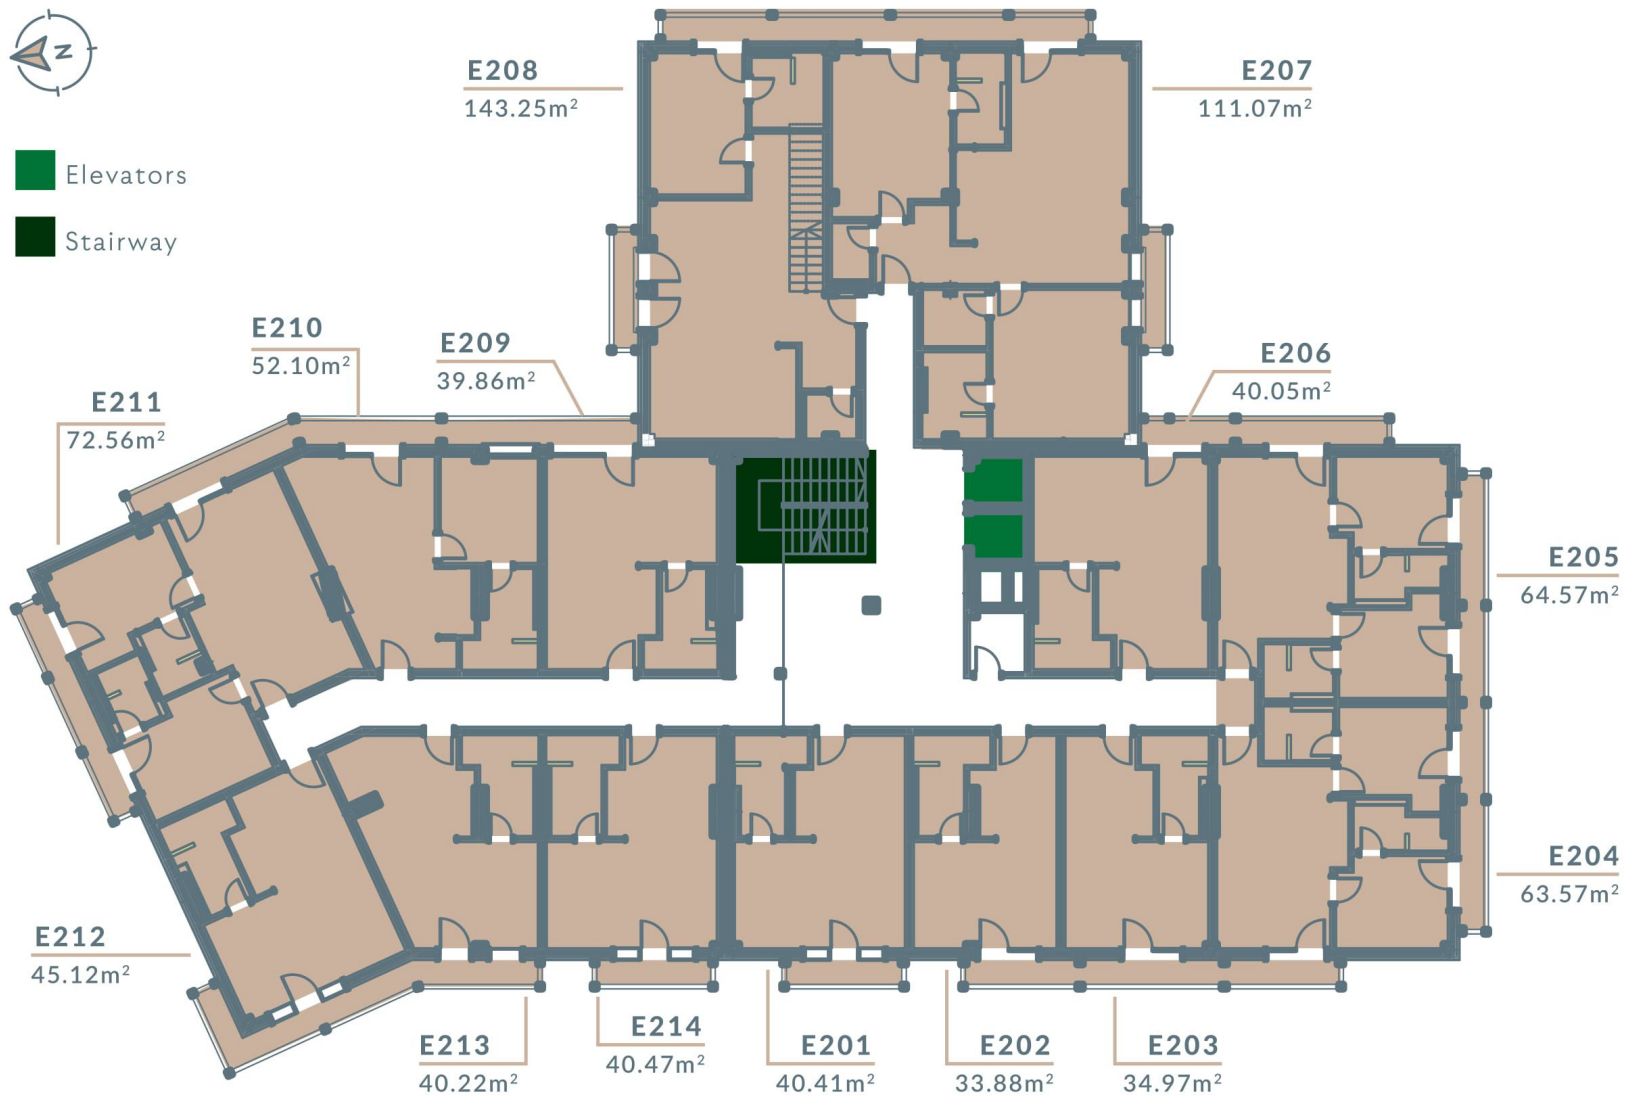 N
E208
143.25m²
E207
111.07m²
Elevators
Stairway
E210
52.10m²
E209
39.86m²
E206
40.05m²
E211
72.56m²
E205
64.57m²
E204
63.57m²
E212
45.12m²
E213
40.22m²
E214
40.47m²
E201
40.41m²
E202
33.88m²
E203
34.97m²